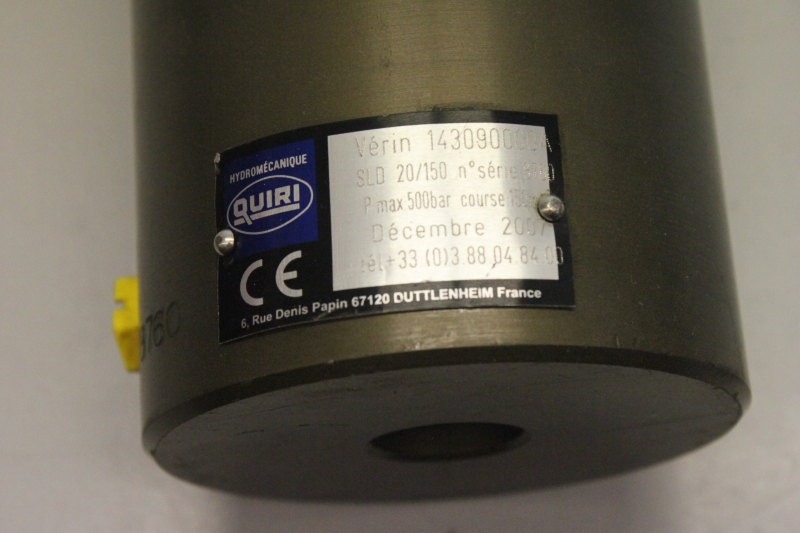 HYDROMÉCANIQUE
QUIRI
CE
Vérin
SLD 20/150 n°série
P max.500bar course
Décembre 2007
tél.+33 (0)3.88.04.84.00
6, Rue Denis Papin 67120 DUTTLENHEIM France